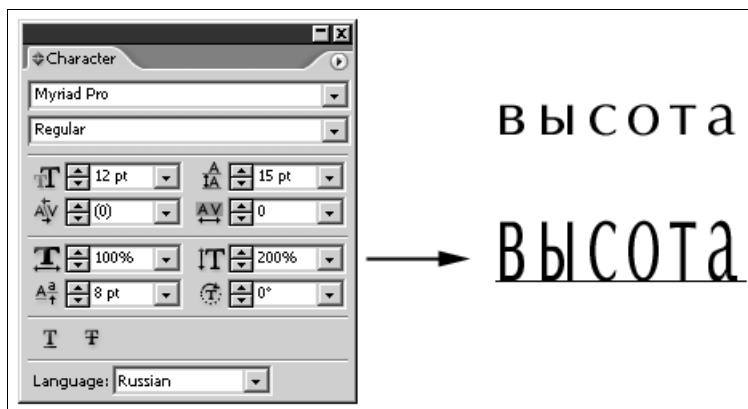 Character
Myriad Pro
Regular
12 pt
15 pt
(0)
0
100%
200%
8 pt
0°
Language: Russian
высота
высота